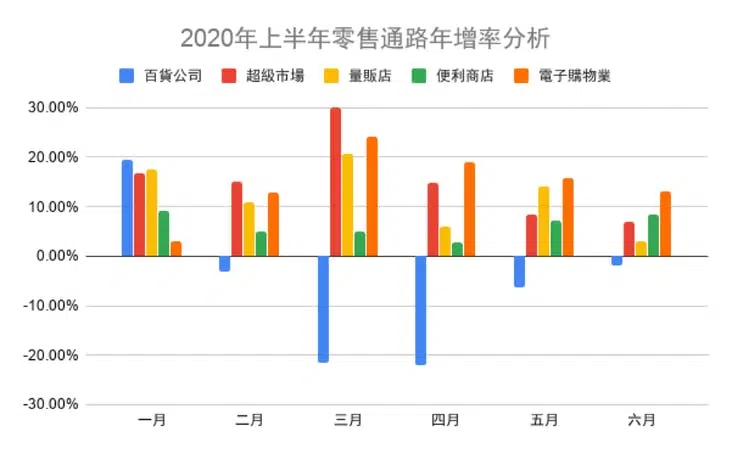 2020年上半年零售通路年增率分析
百貨公司 超級市場 量販店 便利商店 電子購物業
30.00%
20.00%
10.00%
0.00%
-10.00%
-20.00%
-30.00%
一月 二月 三月 四月 五月 六月